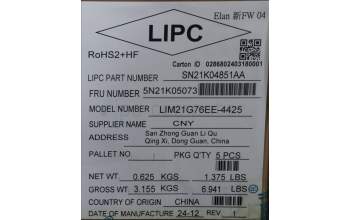 Elan 新FW 04
LIPC
RoHS2+HF
Carton ID 0286802403180001
LIPC PART NUMBER SN21K04851AA
FRU NUMBER 5N21K05073
MODEL NUMBER LIM21G76EE-4425
SUPPLIER NAME CNY
ADDRESS San Zhong Guan Li Qu
Qing Xi, Dong Guan, China
PALLET NO. PKG Q'TY 5 PCS
NET WT. 0.625 KGS 1.375 LBS
GROSS WT. 3.155 KGS 6.941 LBS
COUNTRY OF ORIGIN CHINA
DATE OF MANUFACTURE 24-12 REV 1